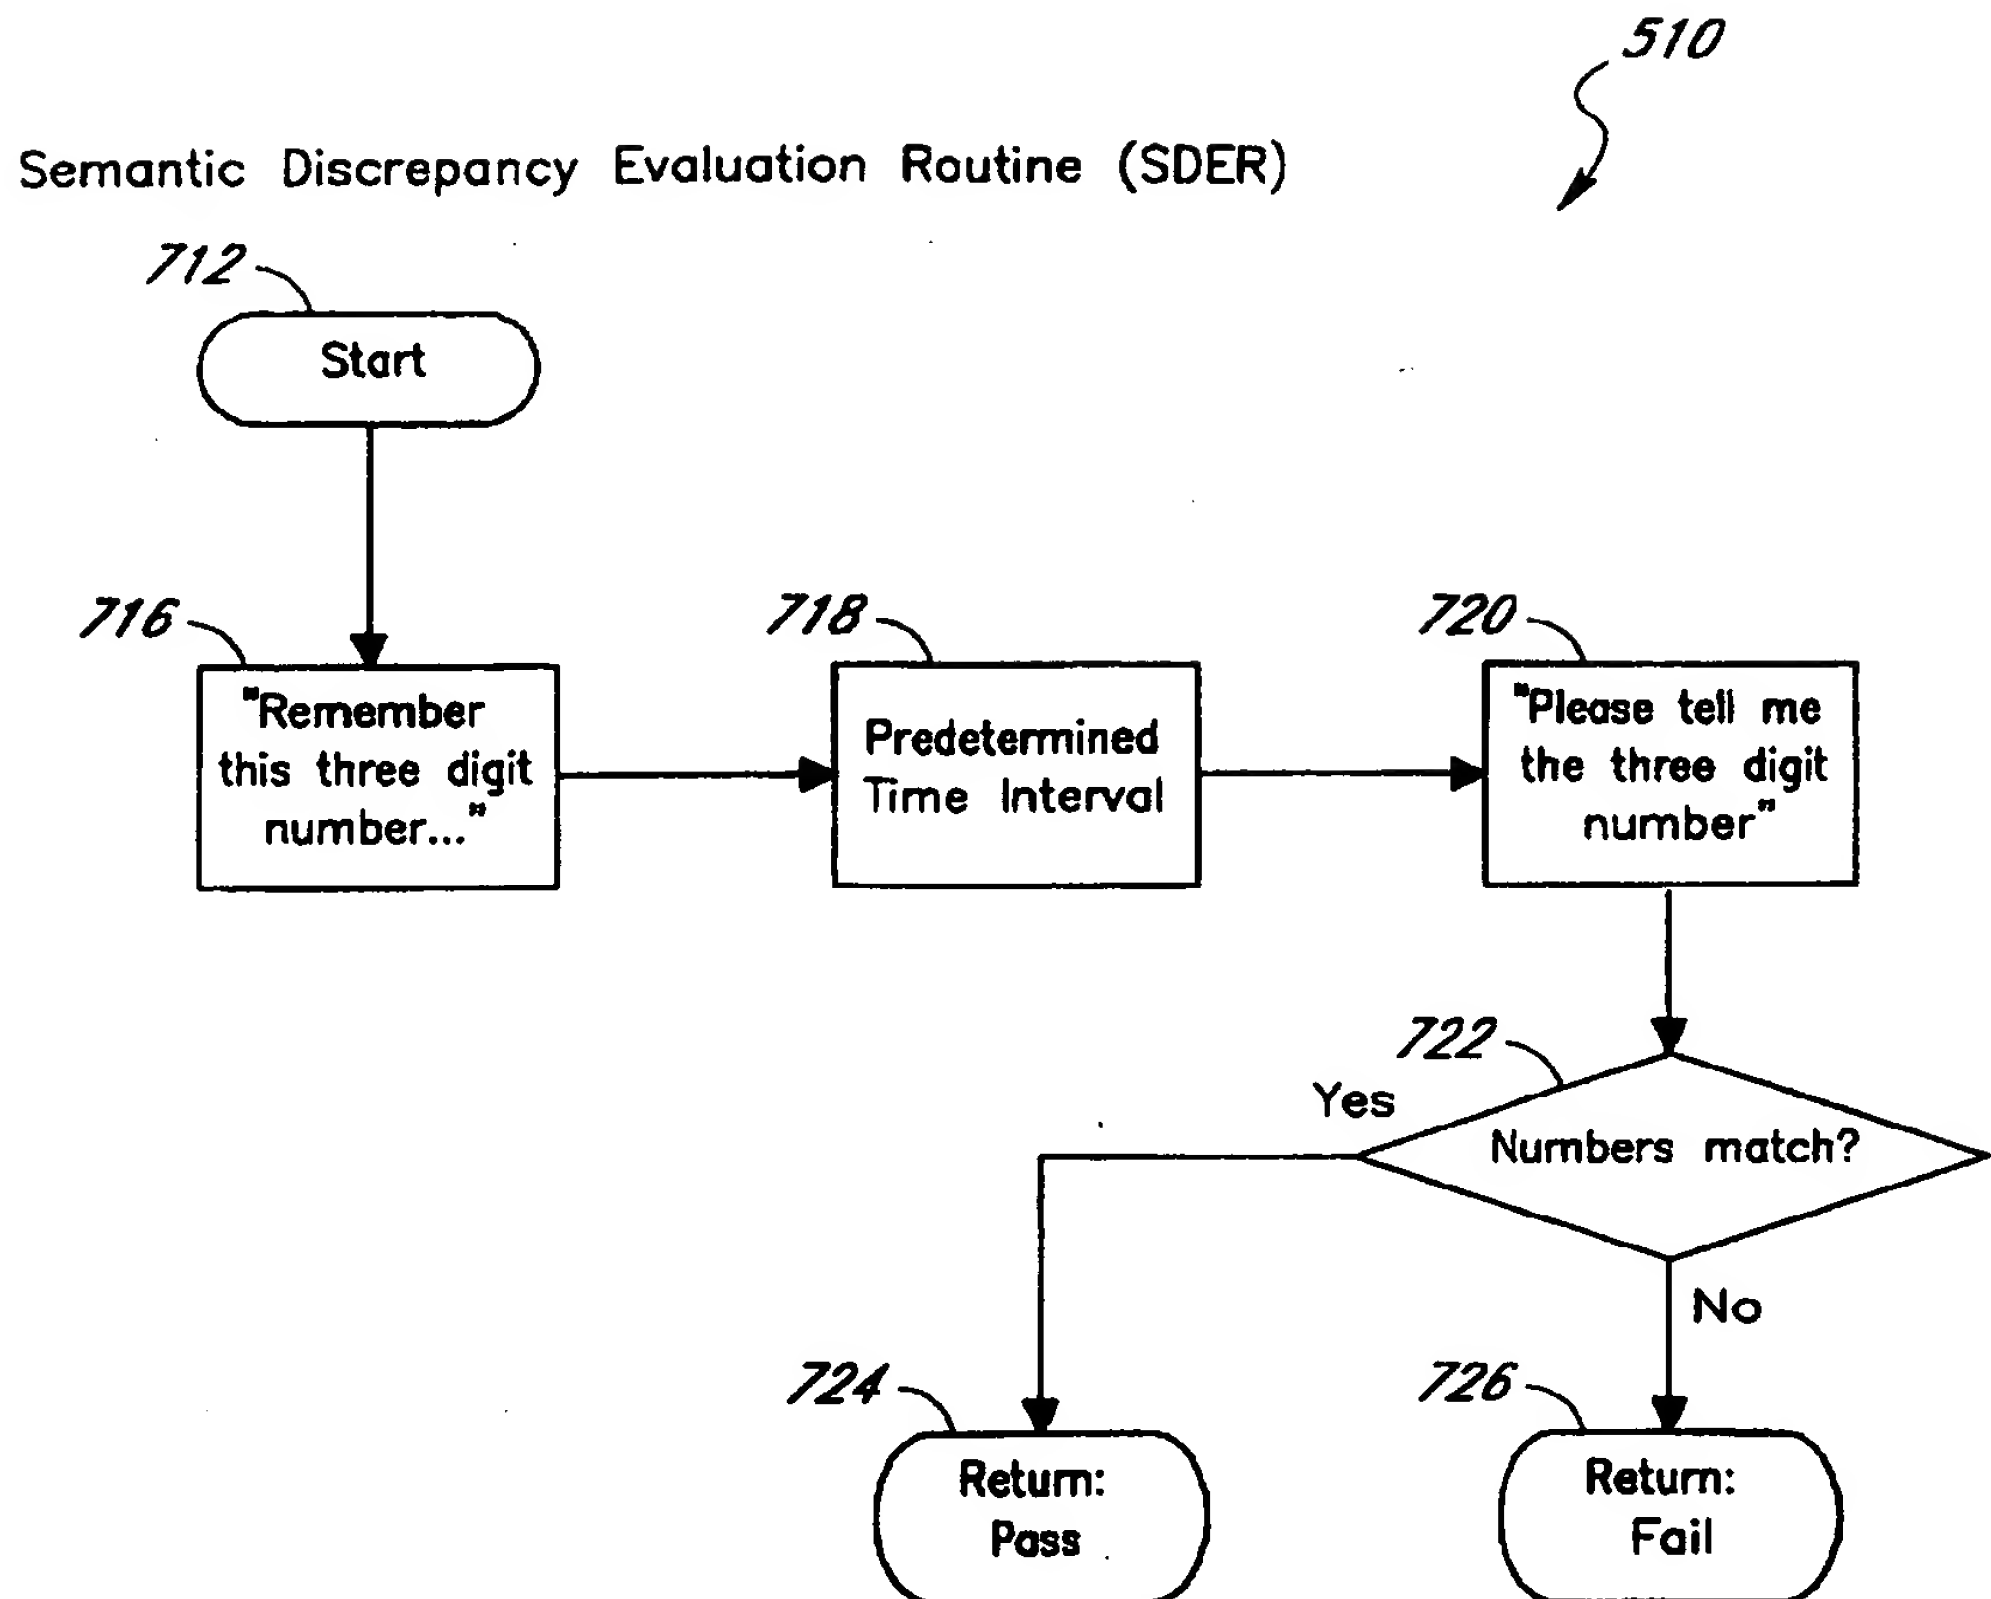 510
Semantic Discrepancy Evaluation Routine (SDER)
712
Start
716
"Remember
this three digit
number..."
718
Predetermined
Time Interval
720
"Please tell me
the three digit
number"
722
Yes
Numbers match?
No
724
Return:
Pass
726
Return:
Fail